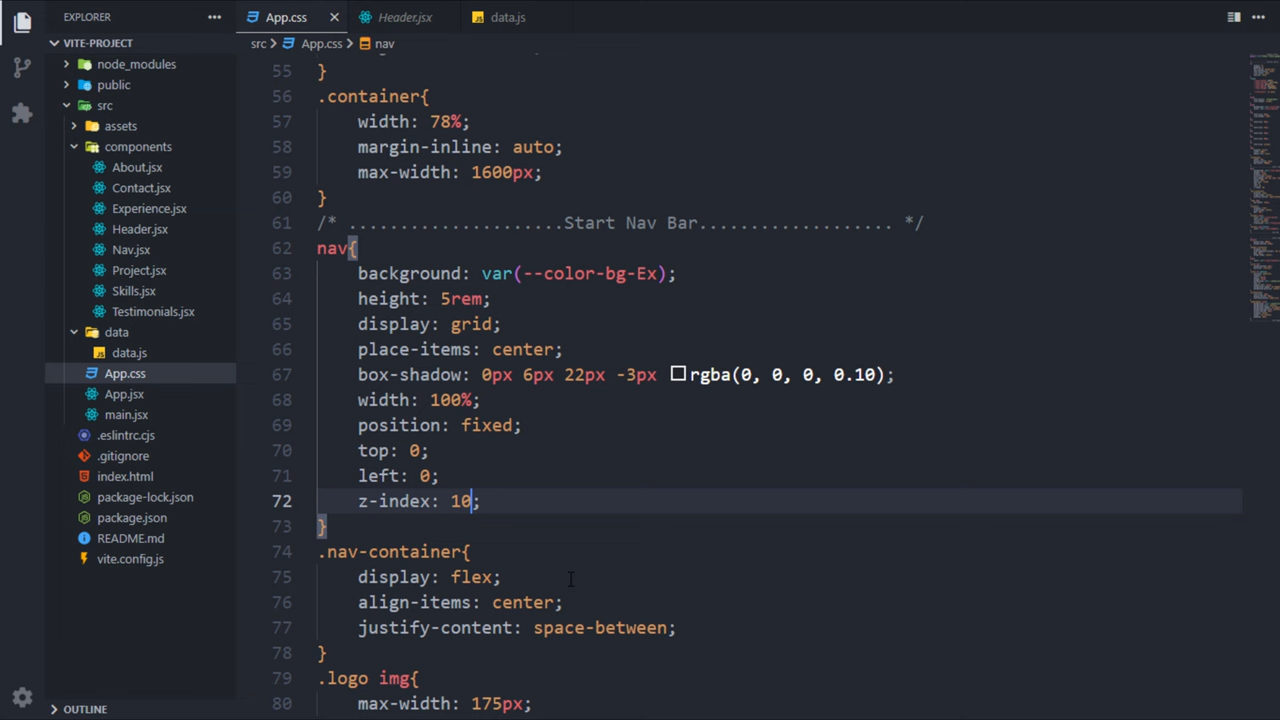 EXPLORER
App.css
Header.jsx
data.js
VITE-PROJECT
src > App.css > nav
node_modules
public
src
assets
components
About.jsx
Contact.jsx
Experience.jsx
Header.jsx
Nav.jsx
Project.jsx
Skills.jsx
Testimonials.jsx
data
data.js
App.css
App.jsx
main.jsx
.eslintrc.cjs
.gitignore
index.html
package-lock.json
package.json
README.md
vite.config.js
OUTLINE
55 }
56 .container{
57 width: 78%;
58 margin-inline: auto;
59 max-width: 1600px;
60 }
61 /* .....................Start Nav Bar................... */
62 nav{
63 background: var(--color-bg-Ex);
64 height: 5rem;
65 display: grid;
66 place-items: center;
67 box-shadow: 0px 6px 22px -3px rgba(0, 0, 0, 0.10);
68 width: 100%;
69 position: fixed;
70 top: 0;
71 left: 0;
72 z-index: 10;
73 }
74 .nav-container{
75 display: flex;
76 align-items: center;
77 justify-content: space-between;
78 }
79 .logo img{
80 max-width: 175px;